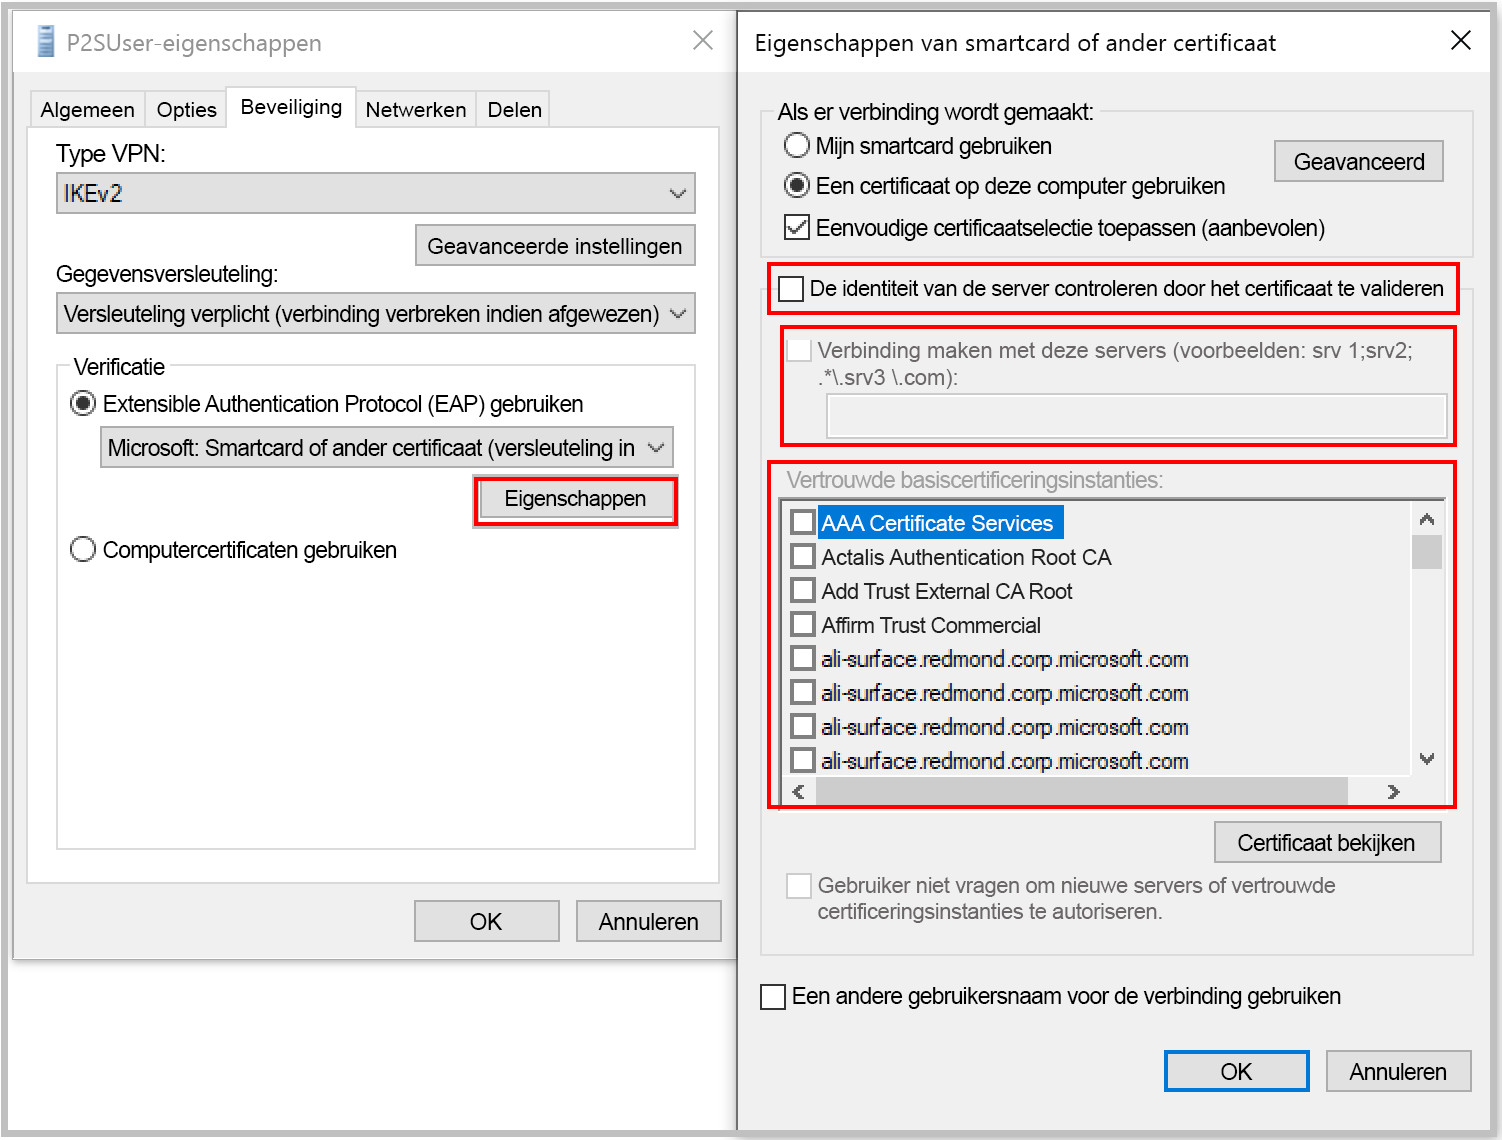 P2SUser-eigenschappen
Algemeen
Opties
Beveiliging
Netwerken
Delen
Type VPN:
IKEv2
Geavanceerde instellingen
Gegevensversleuteling:
Versleuteling verplicht (verbinding verbreken indien afgewezen)
Verificatie
Extensible Authentication Protocol (EAP) gebruiken
Microsoft: Smartcard of ander certificaat (versleuteling in
Eigenschappen
Computercertificaten gebruiken
OK
Annuleren
Eigenschappen van smartcard of ander certificaat
Als er verbinding wordt gemaakt:
Mijn smartcard gebruiken
Geavanceerd
Een certificaat op deze computer gebruiken
Eenvoudige certificaatselectie toepassen (aanbevolen)
De identiteit van de server controleren door het certificaat te valideren
Verbinding maken met deze servers (voorbeelden: srv 1;srv2;
.*\.srv3 \.com):
Vertrouwde basiscertificeringsinstanties:
AAA Certificate Services
Actalis Authentication Root CA
Add Trust External CA Root
Affirm Trust Commercial
ali-surface.redmond.corp.microsoft.com
ali-surface.redmond.corp.microsoft.com
ali-surface.redmond.corp.microsoft.com
ali-surface.redmond.corp.microsoft.com
Certificaat bekijken
Gebruiker niet vragen om nieuwe servers of vertrouwde
certificeringsinstanties te autoriseren.
Een andere gebruikersnaam voor de verbinding gebruiken
OK
Annuleren